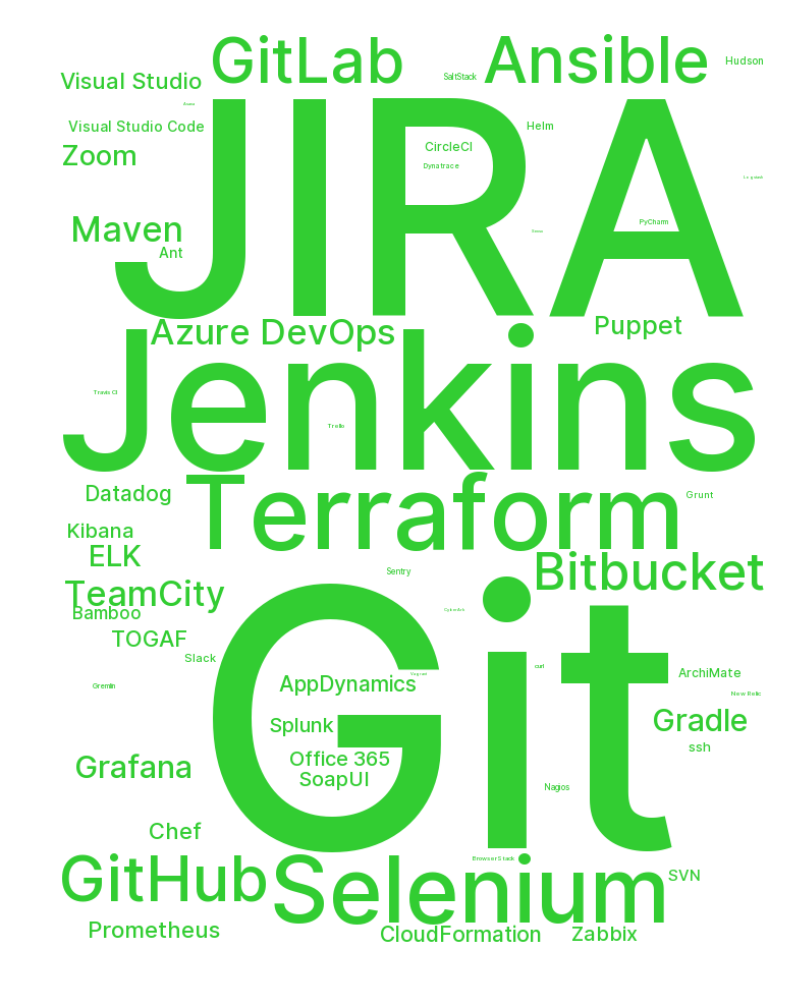 GitLab
Ansible
Hudson
SaltStack
Visual Studio
JIRA
Visual Studio Code
Helm
CircleCI
Zoom
Dynatrace
PyCharm
Maven
Ant
Azure DevOps
Puppet
Jenkins
Travis CI
Trello
Terraform
Datadog
Grunt
Kibana
ELK
Bitbucket
Sentry
TeamCity
Bamboo
TOGAF
Git
Slack
curl
ArchiMate
AppDynamics
Gremlin
New Relic
Gradle
Splunk
ssh
Office 365
Grafana
SoapUI
Nagios
Chef
GitHub
Selenium
BrowserStack
SVN
Prometheus
CloudFormation
Zabbix